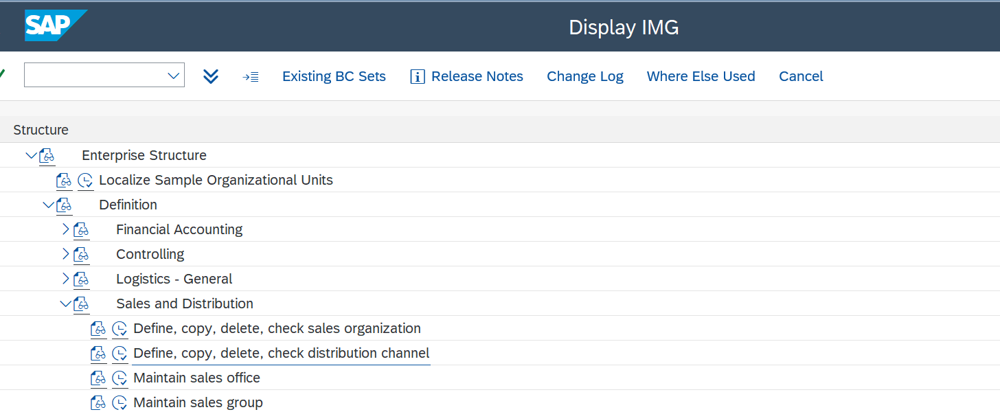 SAP Display IMG
Existing BC Sets Release Notes Change Log Where Else Used Cancel
Structure
Enterprise Structure
Localize Sample Organizational Units
Definition
Financial Accounting
Controlling
Logistics - General
Sales and Distribution
Define, copy, delete, check sales organization
Define, copy, delete, check distribution channel
Maintain sales office
Maintain sales group